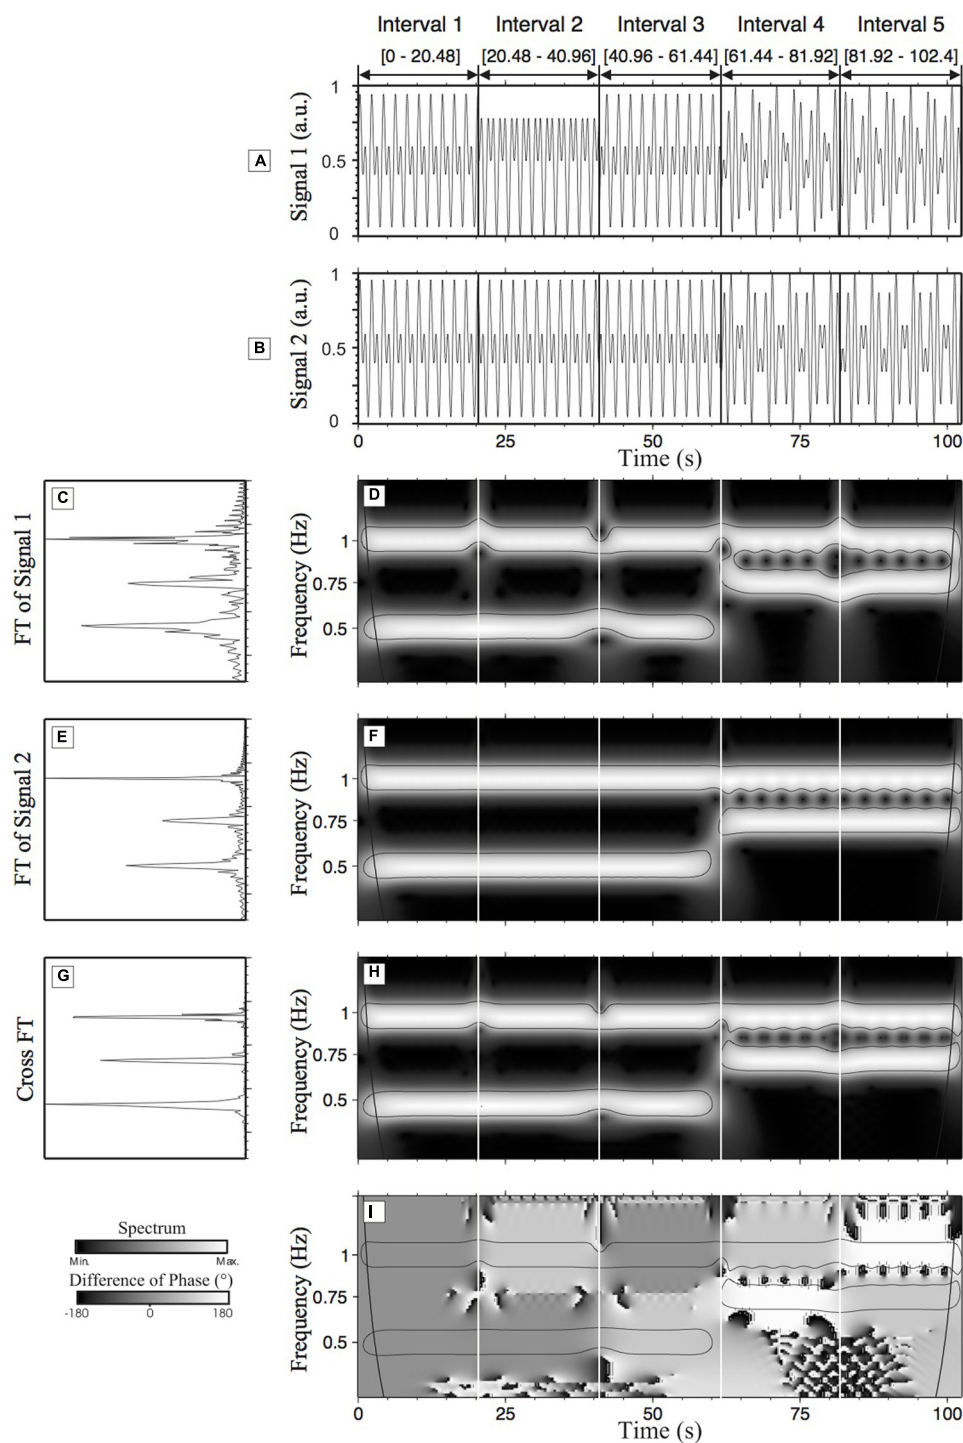 Interval 1 Interval 2 Interval 3 Interval 4 Interval 5
[0 - 20.48] [20.48 - 40.96] [40.96 - 61.44] [61.44 - 81.92] [81.92 - 102.4]
A
Signal 1 (a.u.)
1
0.5
0
B
Signal 2 (a.u.)
1
0.5
0
0 25 50 75 100
Time (s)
C
FT of Signal 1
D
Frequency (Hz)
1
0.75
0.5
E
FT of Signal 2
F
Frequency (Hz)
1
0.75
0.5
G
Cross FT
H
Frequency (Hz)
1
0.75
0.5
Spectrum
Min. Max.
Difference of Phase (°)
-180 0 180
I
Frequency (Hz)
1
0.75
0.5
0 25 50 75 100
Time (s)